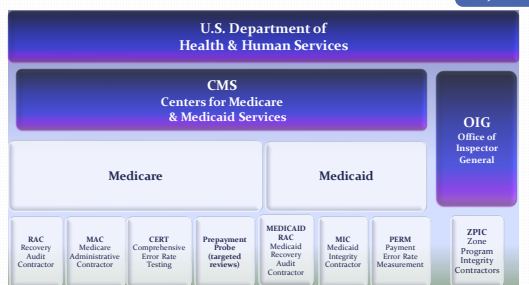 U.S. Department of
Health & Human Services
CMS
Centers for Medicare
& Medicaid Services
OIG
Office of
Inspector
General
Medicare
Medicaid
RAC
Recovery
Audit
Contractor
MAC
Medicare
Administrative
Contractor
CERT
Comprehensive
Error Rate
Testing
Prepayment
Probe
(targeted
reviews)
MEDICAID
RAC
Medicaid
Recovery
Audit
Contractor
MIC
Medicaid
Integrity
Contractor
PERM
Payment
Error Rate
Measurement
ZPIC
Zone
Program
Integrity
Contractors